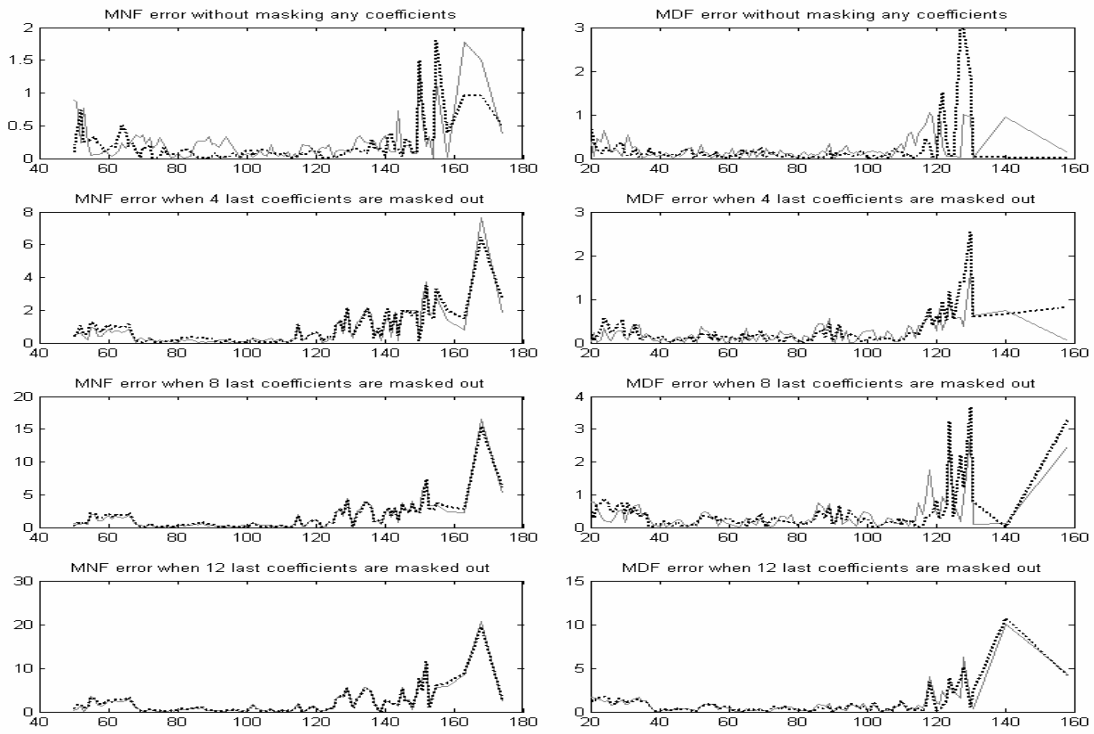 MNF error without masking any coefficients
2
1.5
1
0.5
0
40 60 80 100 120 140 160 180
MDF error without masking any coefficients
3
2
1
0
20 40 60 80 100 120 140 160
MNF error when 4 last coefficients are masked out
8
6
4
2
0
40 60 80 100 120 140 160 180
MDF error when 4 last coefficients are masked out
3
2
1
0
20 40 60 80 100 120 140 160
MNF error when 8 last coefficients are masked out
20
15
10
5
0
40 60 80 100 120 140 160 180
MDF error when 8 last coefficients are masked out
4
3
2
1
0
20 40 60 80 100 120 140 160
MNF error when 12 last coefficients are masked out
30
20
10
0
40 60 80 100 120 140 160 180
MDF error when 12 last coefficients are masked out
15
10
5
0
20 40 60 80 100 120 140 160